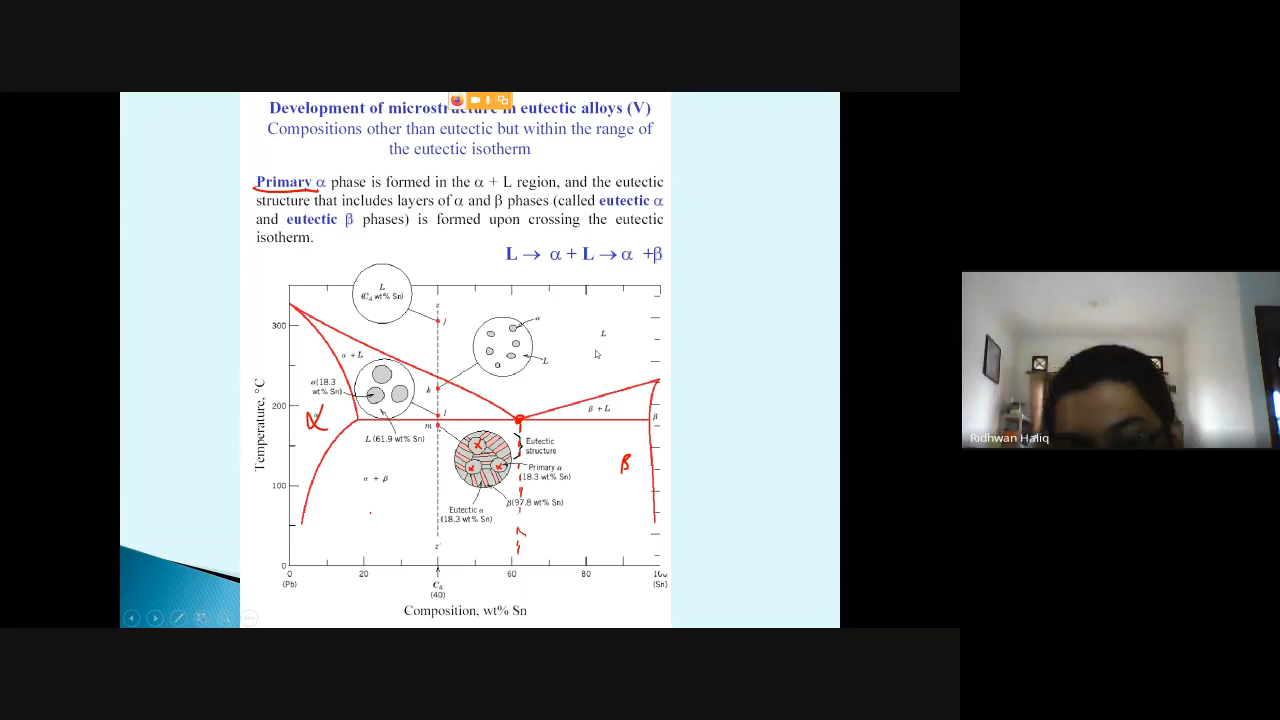 Development of microstructure in eutectic alloys (V)
Compositions other than eutectic but within the range of
the eutectic isotherm
Primary α phase is formed in the α + L region, and the eutectic
structure that includes layers of α and β phases (called eutectic α
and eutectic β phases) is formed upon crossing the eutectic
isotherm.
L → α + L → α +β
L
(C4 wt% Sn)
z
j
300
α
L
L
α + L
α(18.3
wt% Sn)
k
200
l
β + L
β
α
α
m
L (61.9 wt% Sn)
Eutectic
structure
Primary α
(18.3 wt% Sn)
β
α + β
100
β(97.8 wt% Sn)
Eutectic α
(18.3 wt% Sn)
z'
0
0
20
60
80
100
(Pb)
C4
(40)
(Sn)
Temperature, °C
Composition, wt% Sn
Ridhwan Haliq